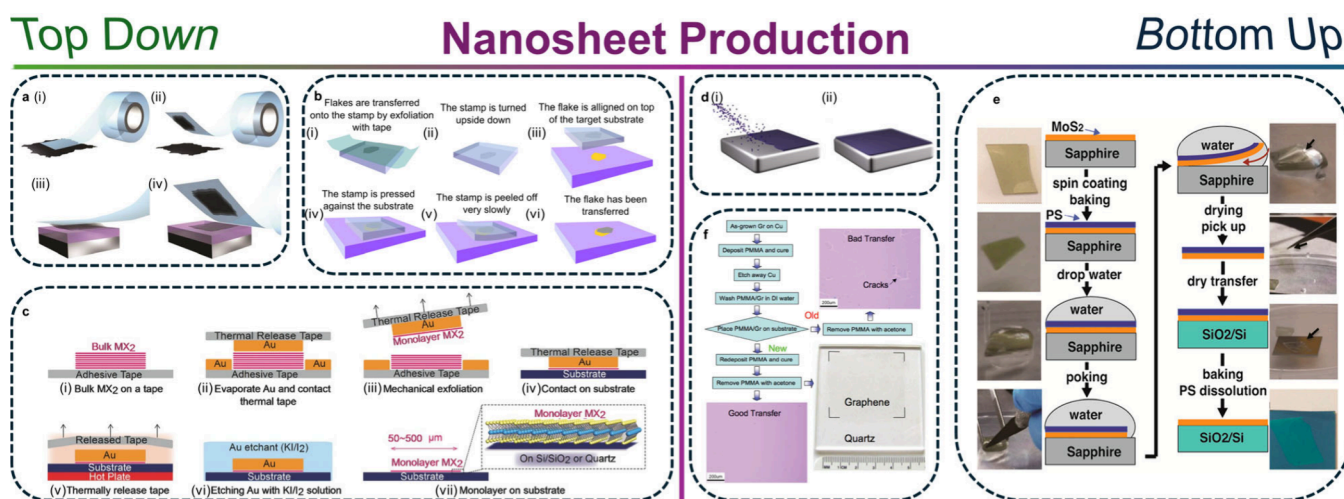 Top Down
Nanosheet Production
Bottom Up
a
(i)
(ii)
(iii)
(iv)
b
Flakes are transferred
onto the stamp by exfoliation
with tape
(i)
The stamp is turned
upside down
(ii)
The flake is alligned on top
of the target substrate
(iii)
The stamp is pressed
against the substrate
(iv)
The stamp is peeled off
very slowly
(v)
The flake has been
transferred
(vi)
c
Bulk MX2
Adhesive Tape
(i) Bulk MX2 on a tape
Thermal Release Tape
Au
Au
Au
Adhesive Tape
(ii) Evaporate Au and contact
thermal tape
Thermal Release Tape
Au
Monolayer MX2
Adhesive Tape
(iii) Mechanical exfoliation
Thermal Release Tape
Au
Substrate
(iv) Contact on substrate
Released Tape
Au
Substrate
Hot Plate
(v) Thermally release tape
Au etchant (KI/I2)
Au
Substrate
(vi) Etching Au with KI/I2 solution
50~500 μm
Monolayer MX2
Substrate
Monolayer MX2
On Si/SiO2 or Quartz
(vii) Monolayer on substrate
d
(i)
(ii)
f
As-grown Gr on Cu
Deposit PMMA and cure
Etch away Cu
Wash PMMA/Gr in DI water
Place PMMA/Gr on substrate
Old
Remove PMMA with acetone
New
Redeposit PMMA and cure
Remove PMMA with acetone
Bad Transfer
Cracks
200μm
Good Transfer
200μm
Graphene
Quartz
e
MoS2
Sapphire
spin coating
baking
PS
Sapphire
drop water
Sapphire
poking
water
Sapphire
water
Sapphire
drying
pick up
dry transfer
SiO2/Si
baking
PS dissolution
SiO2/Si